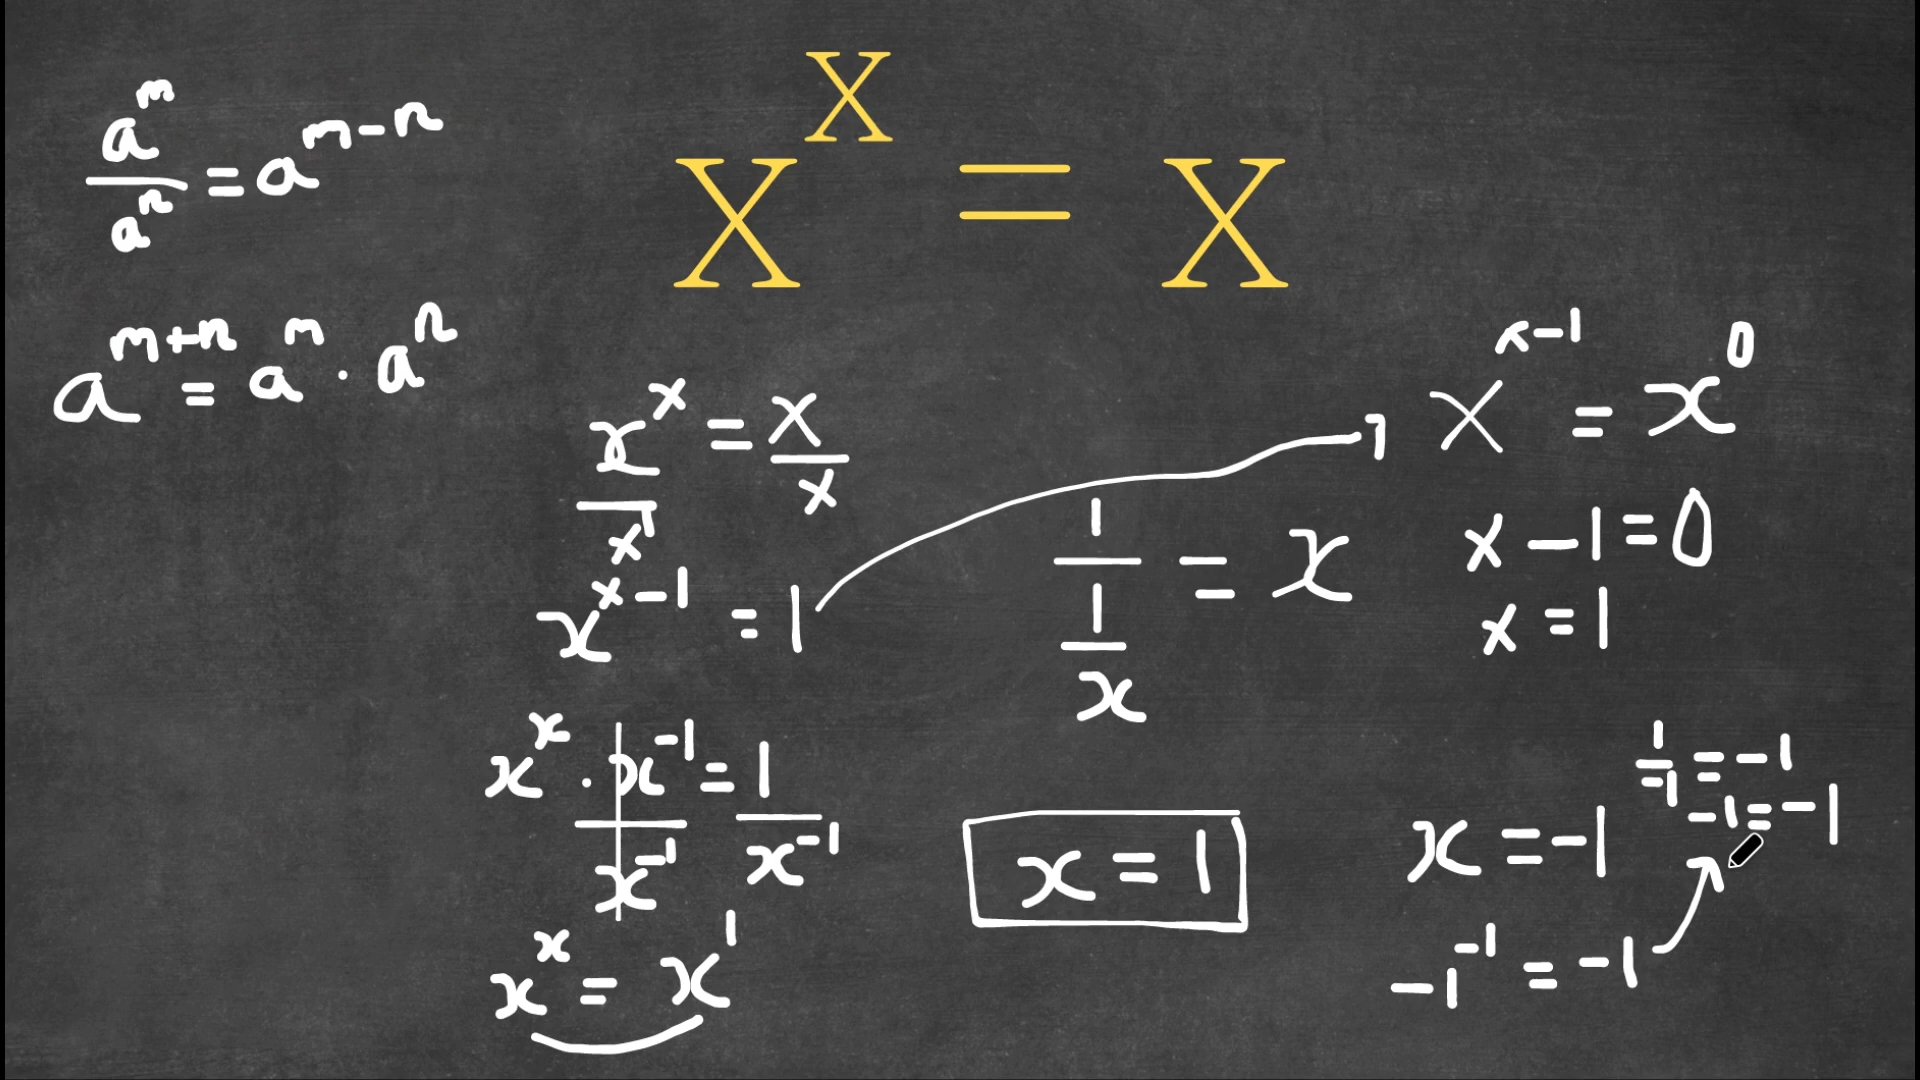 x^x = x
a^m/a^n = a^(m-n)
a^(m+n) = a^m · a^n
x^x/x^1 = x/x
x^(x-1) = 1
x^x · x^-1/x^-1 = 1/x^-1
x^x = x^1
1/(1/x) = x
x = 1
x^(x-1) = x^0
x - 1 = 0
x = 1
1/-1 = -1
-1 = -1
x = -1
-1^-1 = -1